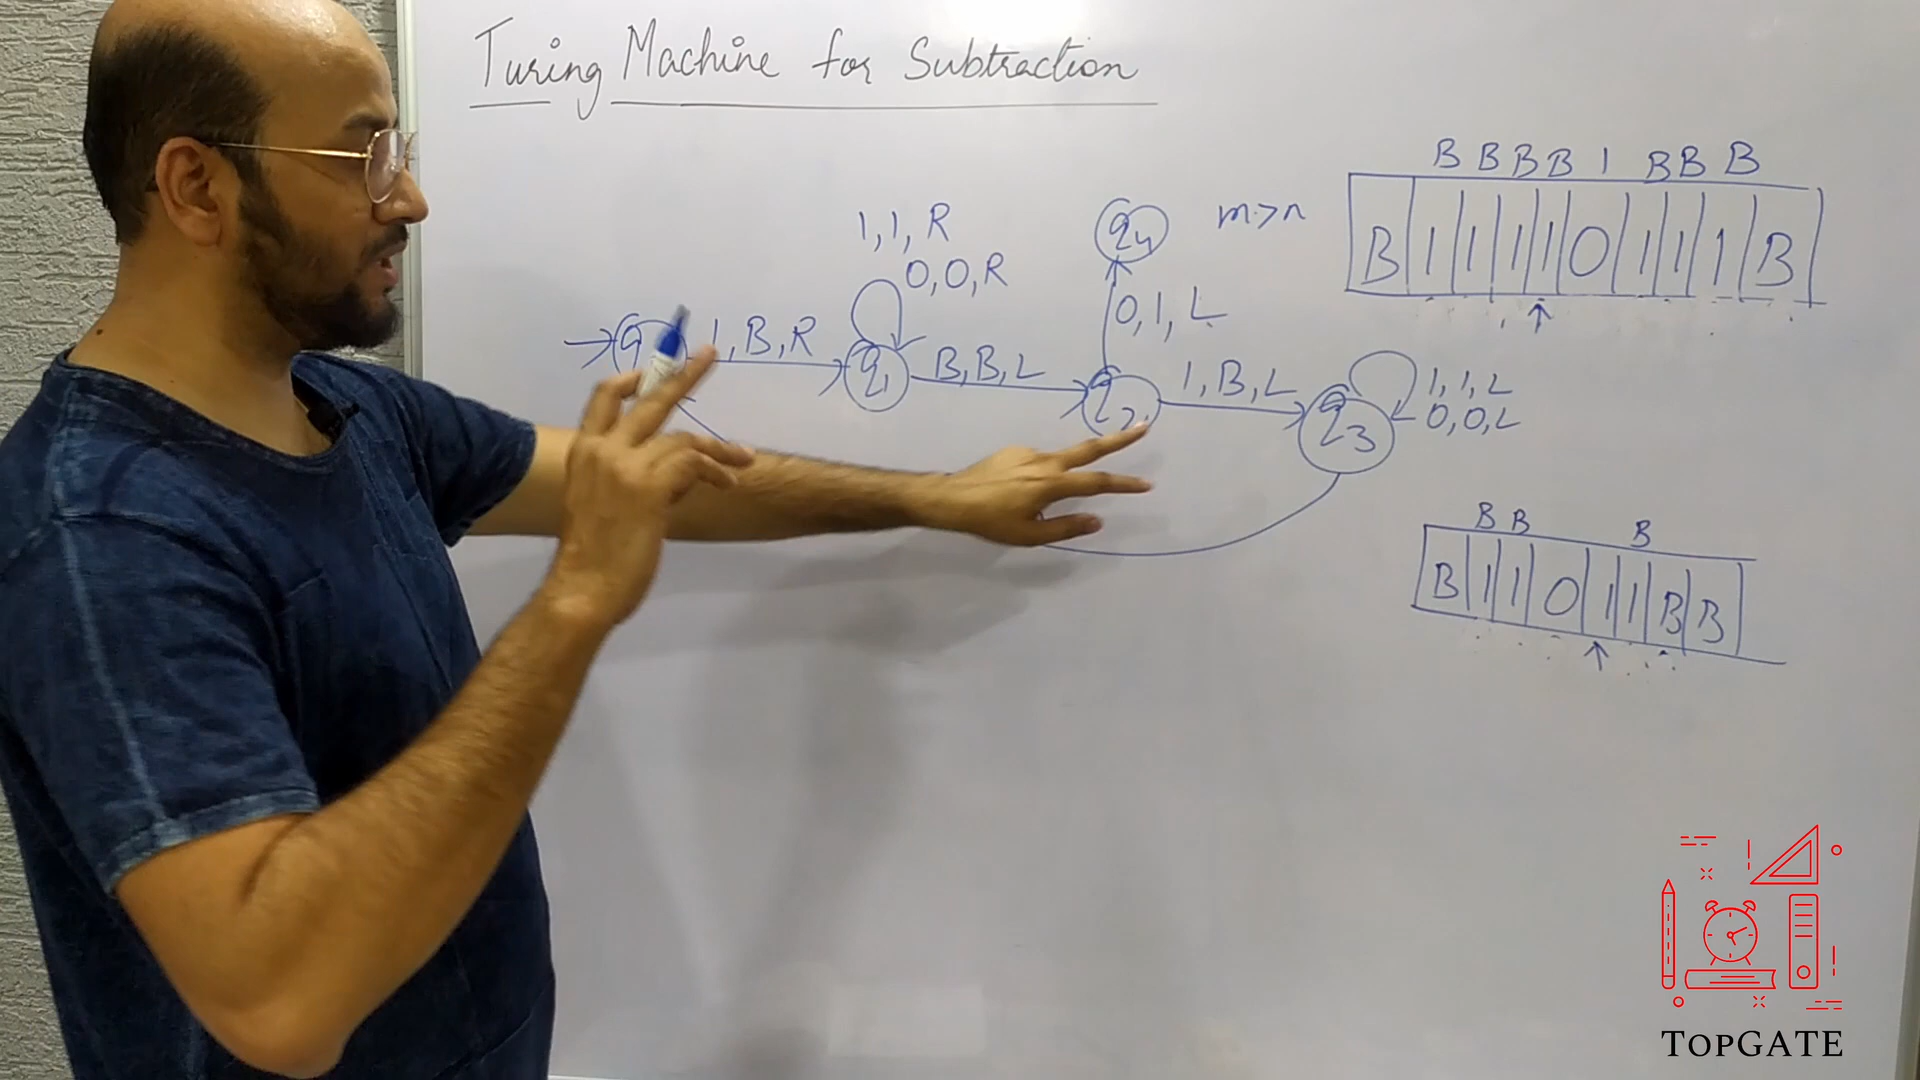 Turing Machine for Subtraction
B B B B 1 B B B
B 1 1 1 1 0 1 1 1 B
m>n
1,1,R
0,0,R
q4
0,1,L
q
1,B,R
q1
B,B,L
q2
1,B,L
q3
1,1,L
0,0,L
B B B
B 1 1 0 1 1 B B
TOPGATE